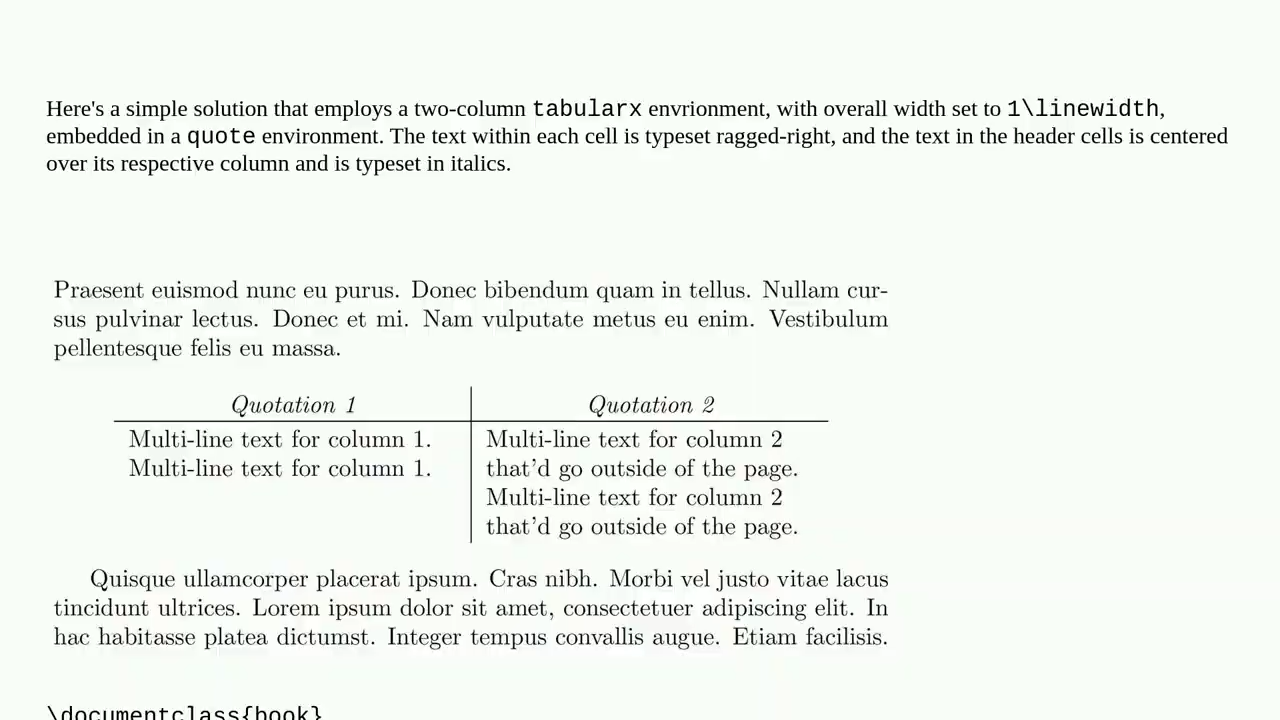 Here's a simple solution that employs a two-column tabularx envrionment, with overall width set to 1\linewidth,
embedded in a quote environment. The text within each cell is typeset ragged-right, and the text in the header cells is centered
over its respective column and is typeset in italics.
Praesent euismod nunc eu purus. Donec bibendum quam in tellus. Nullam cur-
sus pulvinar lectus. Donec et mi. Nam vulputate metus eu enim. Vestibulum
pellentesque felis eu massa.
Quotation 1 Quotation 2
Multi-line text for column 1. Multi-line text for column 2
Multi-line text for column 1. that'd go outside of the page.
Multi-line text for column 2
that'd go outside of the page.
Quisque ullamcorper placerat ipsum. Cras nibh. Morbi vel justo vitae lacus
tincidunt ultrices. Lorem ipsum dolor sit amet, consectetuer adipiscing elit. In
hac habitasse platea dictumst. Integer tempus convallis augue. Etiam facilisis.
\documentclass{book}